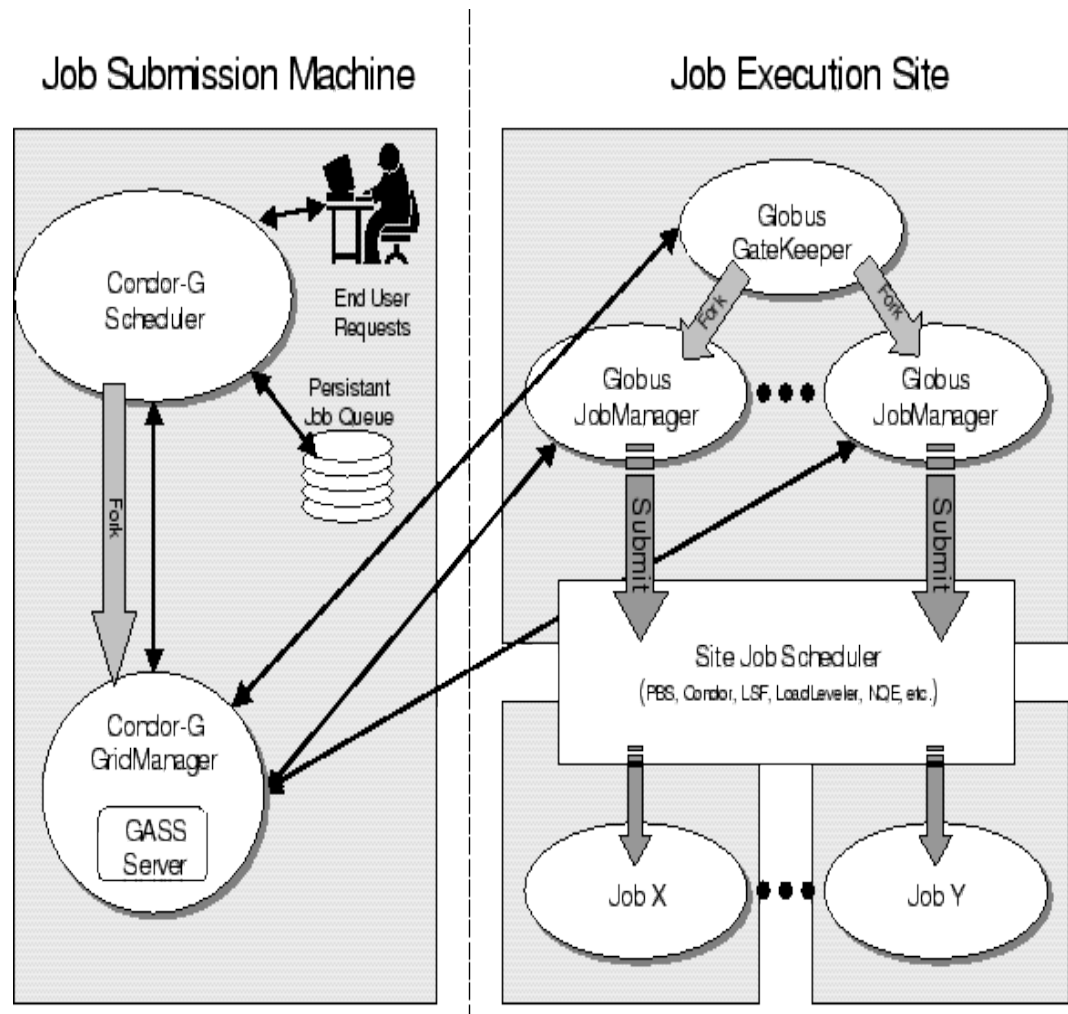 Job Submission Machine
Condor-G
Scheduler
End User
Requests
Persistant
Job Queue
Fork
Condor-G
GridManager
GASS
Server
Job Execution Site
Globus
GateKeeper
Fork
Fork
Globus
JobManager
Globus
JobManager
Submit
Submit
Site Job Scheduler
(PBS, Condor, LSF, LoadLeveler, NQE, etc.)
Job X
Job Y